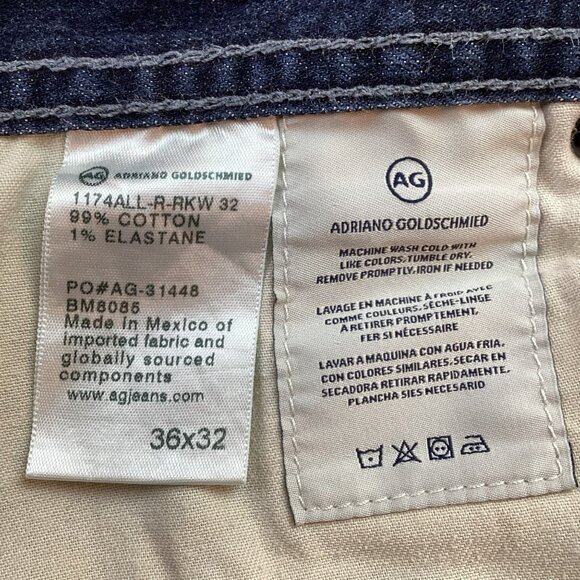 AG ADRIANO GOLDSCHMIED
1174ALL-R-RKW 32
99% COTTON
1% ELASTANE
PO#AG-31448
BM8085
Made in Mexico of
imported fabric and
globally sourced
components
www.agjeans.com
36x32
AG
ADRIANO GOLDSCHMIED
MACHINE WASH COLD WITH
LIKE COLORS, TUMBLE DRY.
REMOVE PROMPTLY, IRON IF NEEDED
LAVAGE EN MACHINE À FROID AVEC
COMME COULEURS, SÈCHE-LINGE
A RETIRER PROMPTEMENT,
FER SI NÉCESSAIRE
LAVAR A MAQUINA CON AGUA FRIA.
CON COLORES SIMILARES, SECAR EN
SECADORA RETIRAR RAPIDAMENTE.
PLANCHA SIES NECESARIO